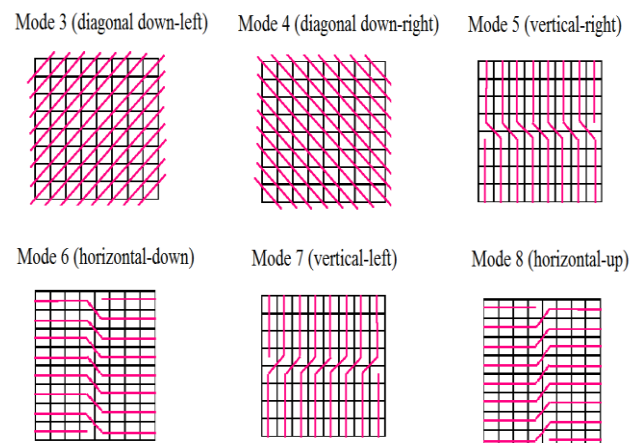 Mode 3 (diagonal down-left)
Mode 4 (diagonal down-right)
Mode 5 (vertical-right)
Mode 6 (horizontal-down)
Mode 7 (vertical-left)
Mode 8 (horizontal-up)